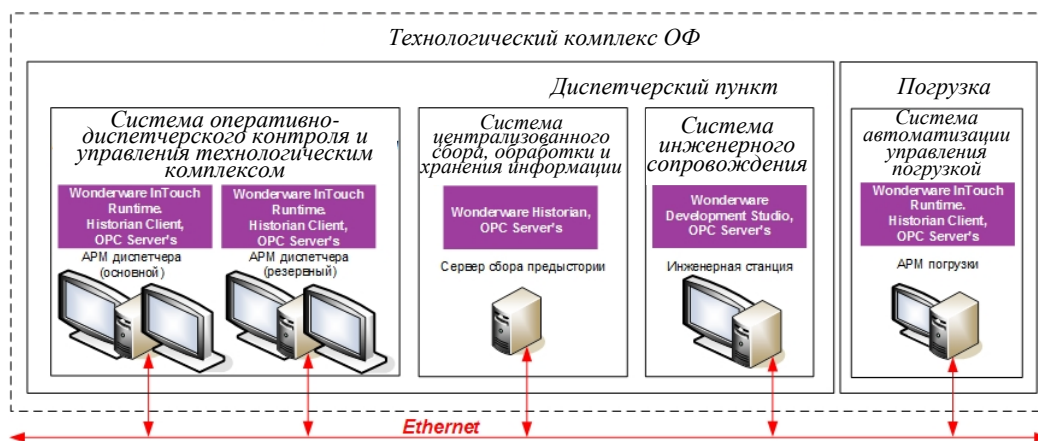 Технологический комплекс ОФ
Диспетчерский пункт
Погрузка
Система оперативно-
диспетчерского контроля и
управления технологическим
комплексом
Wonderware InTouch
Runtime.
Historian Client,
OPC Server's
АРМ диспетчера
(основной)
Wonderware InTouch
Runtime.
Historian Client,
OPC Server's
АРМ диспетчера
(резервный)
Система
централизованного
сбора, обработки и
хранения информации
Wonderware Historian,
OPC Server's
Сервер сбора предыстории
Система
инженерного
сопровождения
Wonderware
Development Studio,
OPC Server's
Инженерная станция
Система
автоматизации
управления
погрузкой
Wonderware InTouch
Runtime.
Historian Client,
OPC Server's
АРМ погрузки
Ethernet